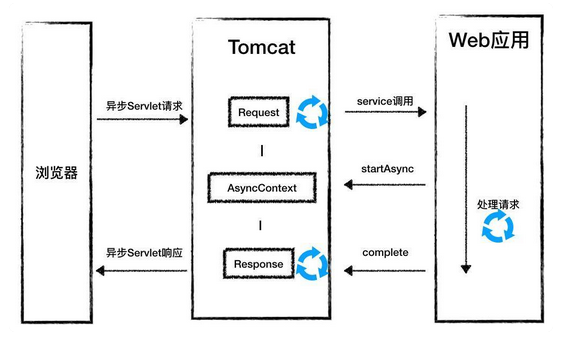 Tomcat
Web应用
浏览器
异步Servlet请求
Request
service调用
AsyncContext
startAsync
处理请求
异步Servlet响应
Response
complete